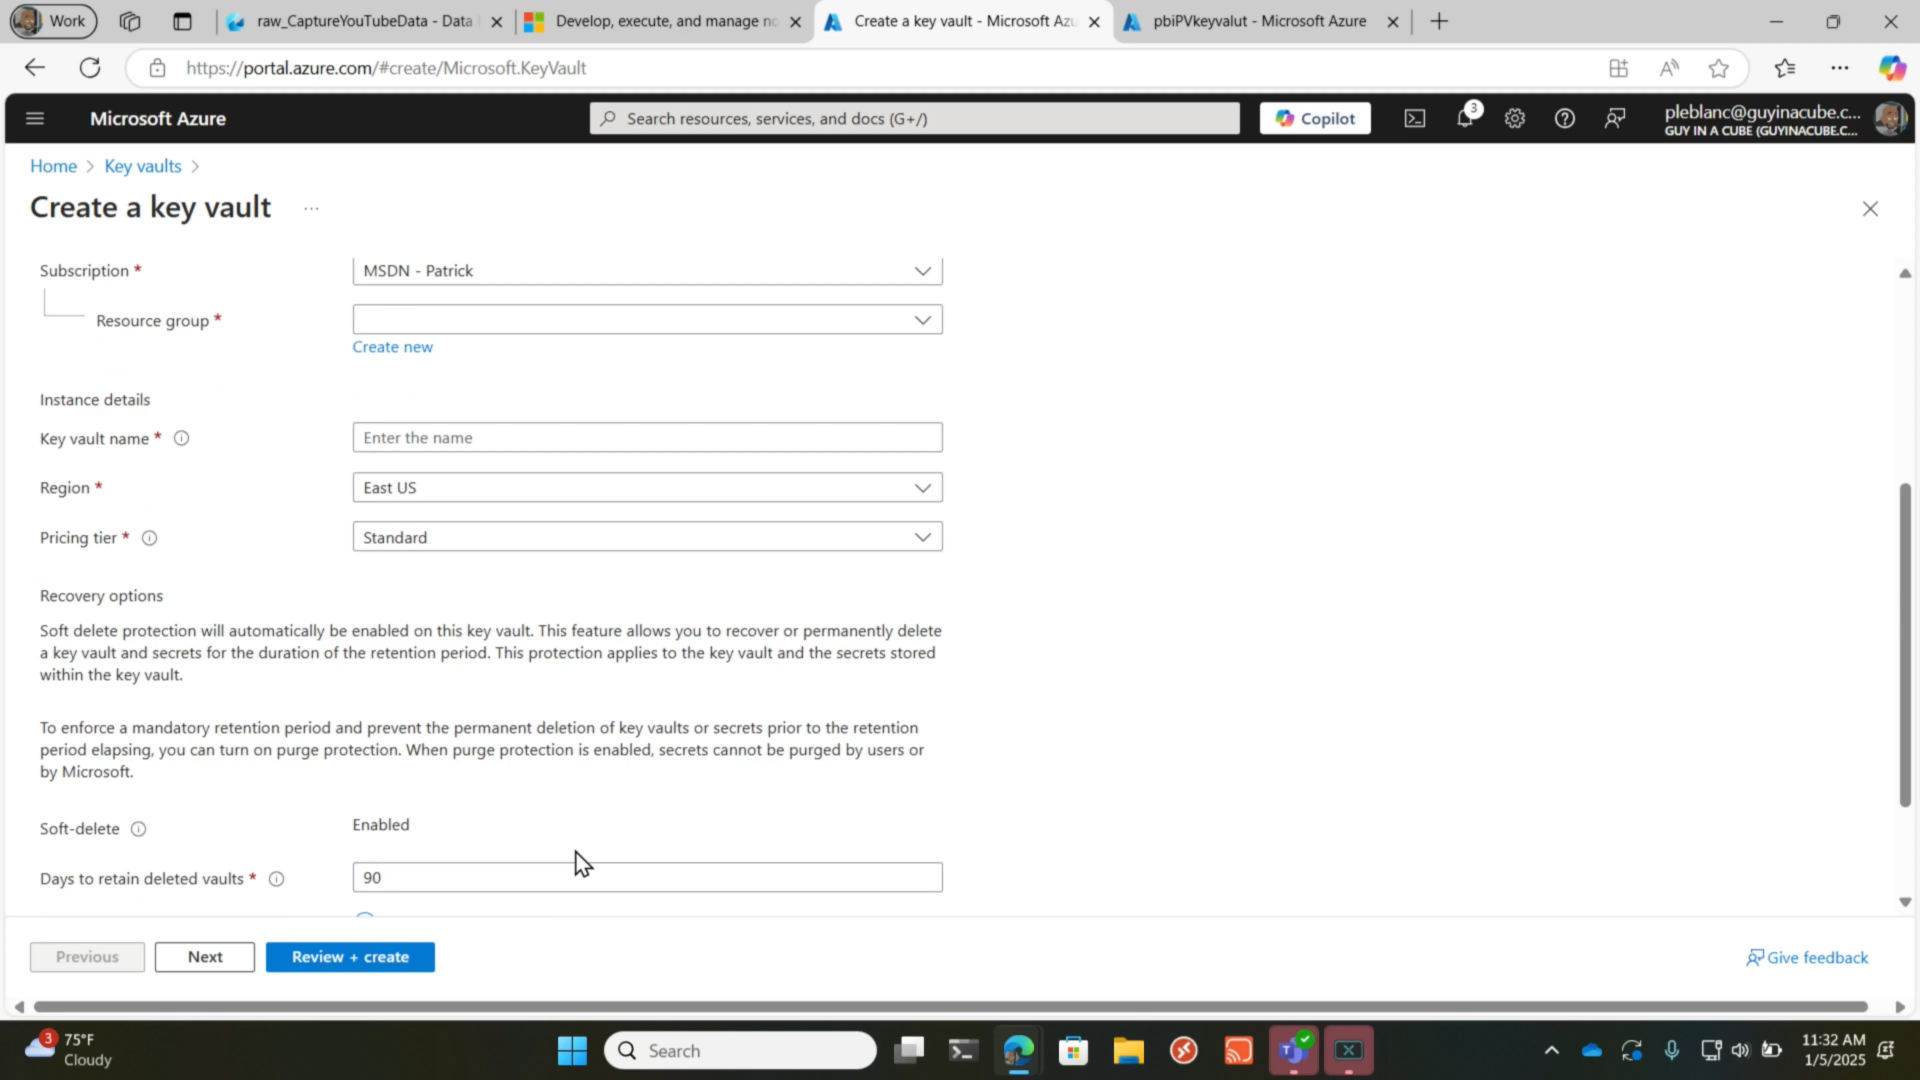 Work
raw_CaptureYouTubeData - Data
Develop, execute, and manage no
Create a key vault - Microsoft Azu
pbiPVkeyvalut - Microsoft Azure
https://portal.azure.com/#create/Microsoft.KeyVault
Microsoft Azure
Search resources, services, and docs (G+/)
Copilot
3
pleblanc@guyinacube.c...
GUY IN A CUBE (GUYINACUBE.C...
Home > Key vaults >
Create a key vault ...
Subscription *
MSDN - Patrick
Resource group *
Create new
Instance details
Key vault name *
Enter the name
Region *
East US
Pricing tier *
Standard
Recovery options
Soft delete protection will automatically be enabled on this key vault. This feature allows you to recover or permanently delete
a key vault and secrets for the duration of the retention period. This protection applies to the key vault and the secrets stored
within the key vault.
To enforce a mandatory retention period and prevent the permanent deletion of key vaults or secrets prior to the retention
period elapsing, you can turn on purge protection. When purge protection is enabled, secrets cannot be purged by users or
by Microsoft.
Soft-delete
Enabled
Days to retain deleted vaults *
90
Previous
Next
Review + create
Give feedback
3
75°F
Cloudy
Search
11:32 AM
1/5/2025